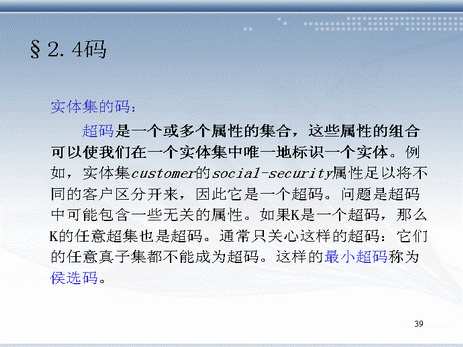 §2.4码
实体集的码：
超码是一个或多个属性的集合，这些属性的组合
可以使我们在一个实体集中唯一地标识一个实体。例
如，实体集customer的social-security属性足以将不
同的客户区分开来，因此它是一个超码。问题是超码
中可能包含一些无关的属性。如果K是一个超码，那么
K的任意超集也是超码。通常只关心这样的超码：它们
的任意真子集都不能成为超码。这样的最小超码称为
侯选码。
39